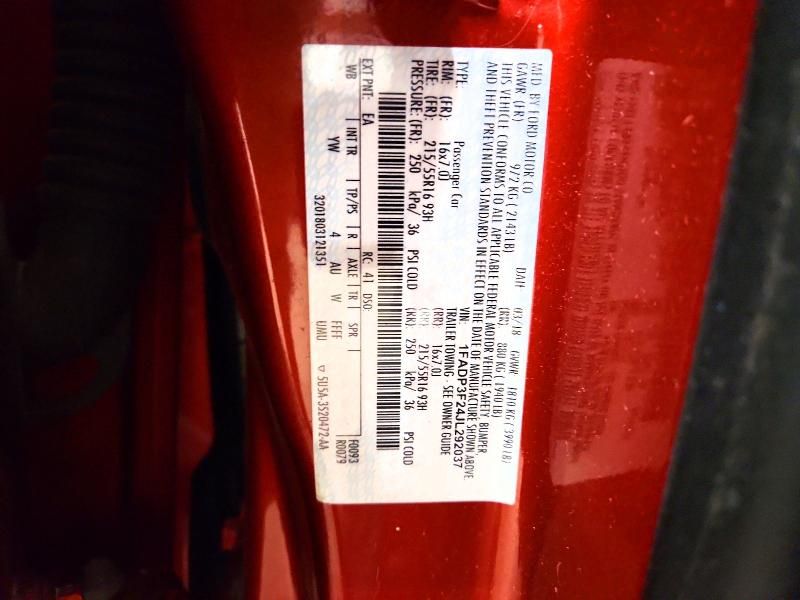 MFD. BY FORD MOTOR CO.
DATE 03/18 GVWR 1810 KG ( 3990 LB)
GAWR (FR) 972 KG ( 2143 LB) (RR) 880 KG ( 1940 LB)
THIS VEHICLE CONFORMS TO ALL APPLICABLE FEDERAL MOTOR VEHICLE SAFETY, BUMPER,
AND THEFT PREVENTION STANDARDS IN EFFECT ON THE DATE OF MANUFACTURE SHOWN ABOVE.
VIN: 1FADP3F24JL292037
TYPE: Passenger Car TRAILER TOWING - SEE OWNER GUIDE
RIM: (FR): 16x7.0J (RR): 16x7.0J
TIRE: (FR): 215/55R16 93H (RR): 215/55R16 93H
PRESSURE: (FR): 250 kPa/ 36 PSI COLD (RR): 250 kPa/ 36 PSI COLD
EXT PNT: EA RC: 41 DSO: F0093
WB INT TR TP/PS R AXLE TR SPR R0079
YW 4 AU W FFFF UMU
3201803121351 ▽ 5U5A-3520472-AA